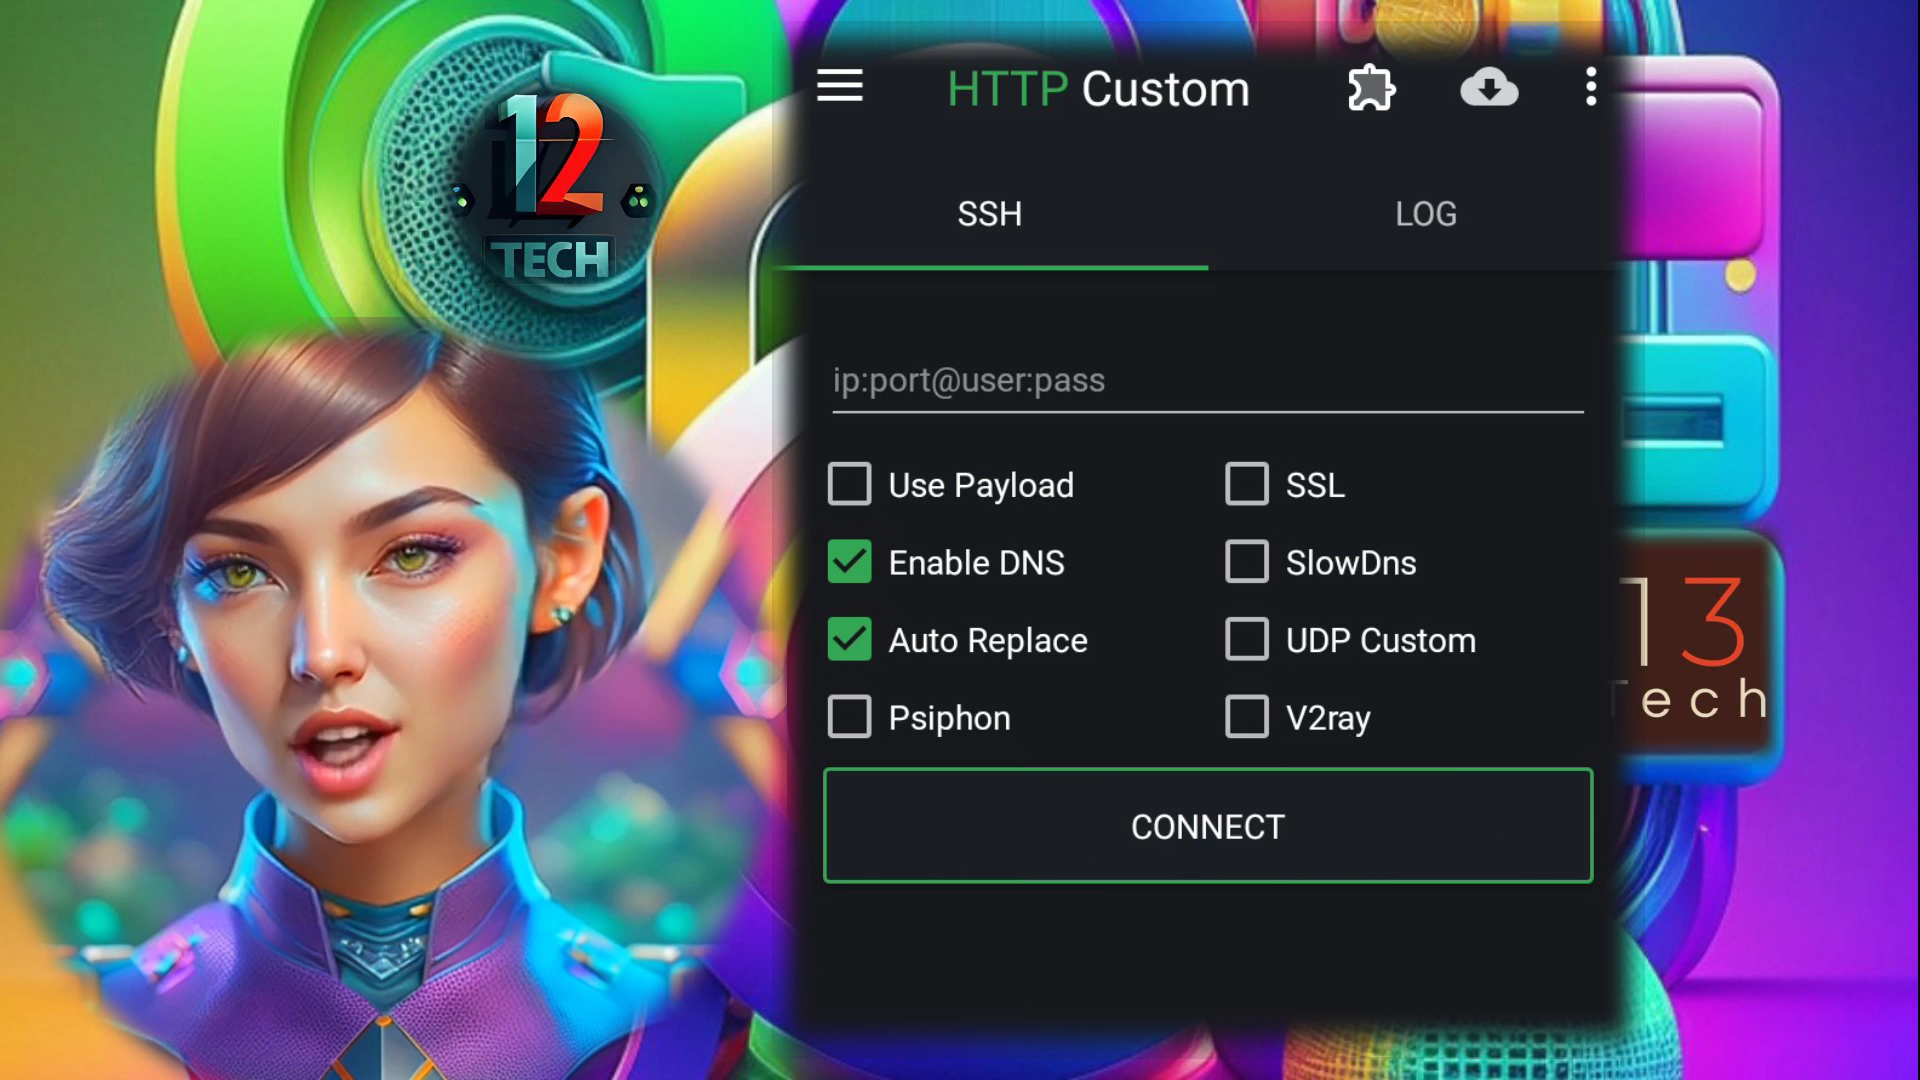 12
TECH
HTTP Custom
SSH
LOG
ip:port@user:pass
Use Payload
SSL
Enable DNS
SlowDns
Auto Replace
UDP Custom
Psiphon
V2ray
CONNECT
13
Tech